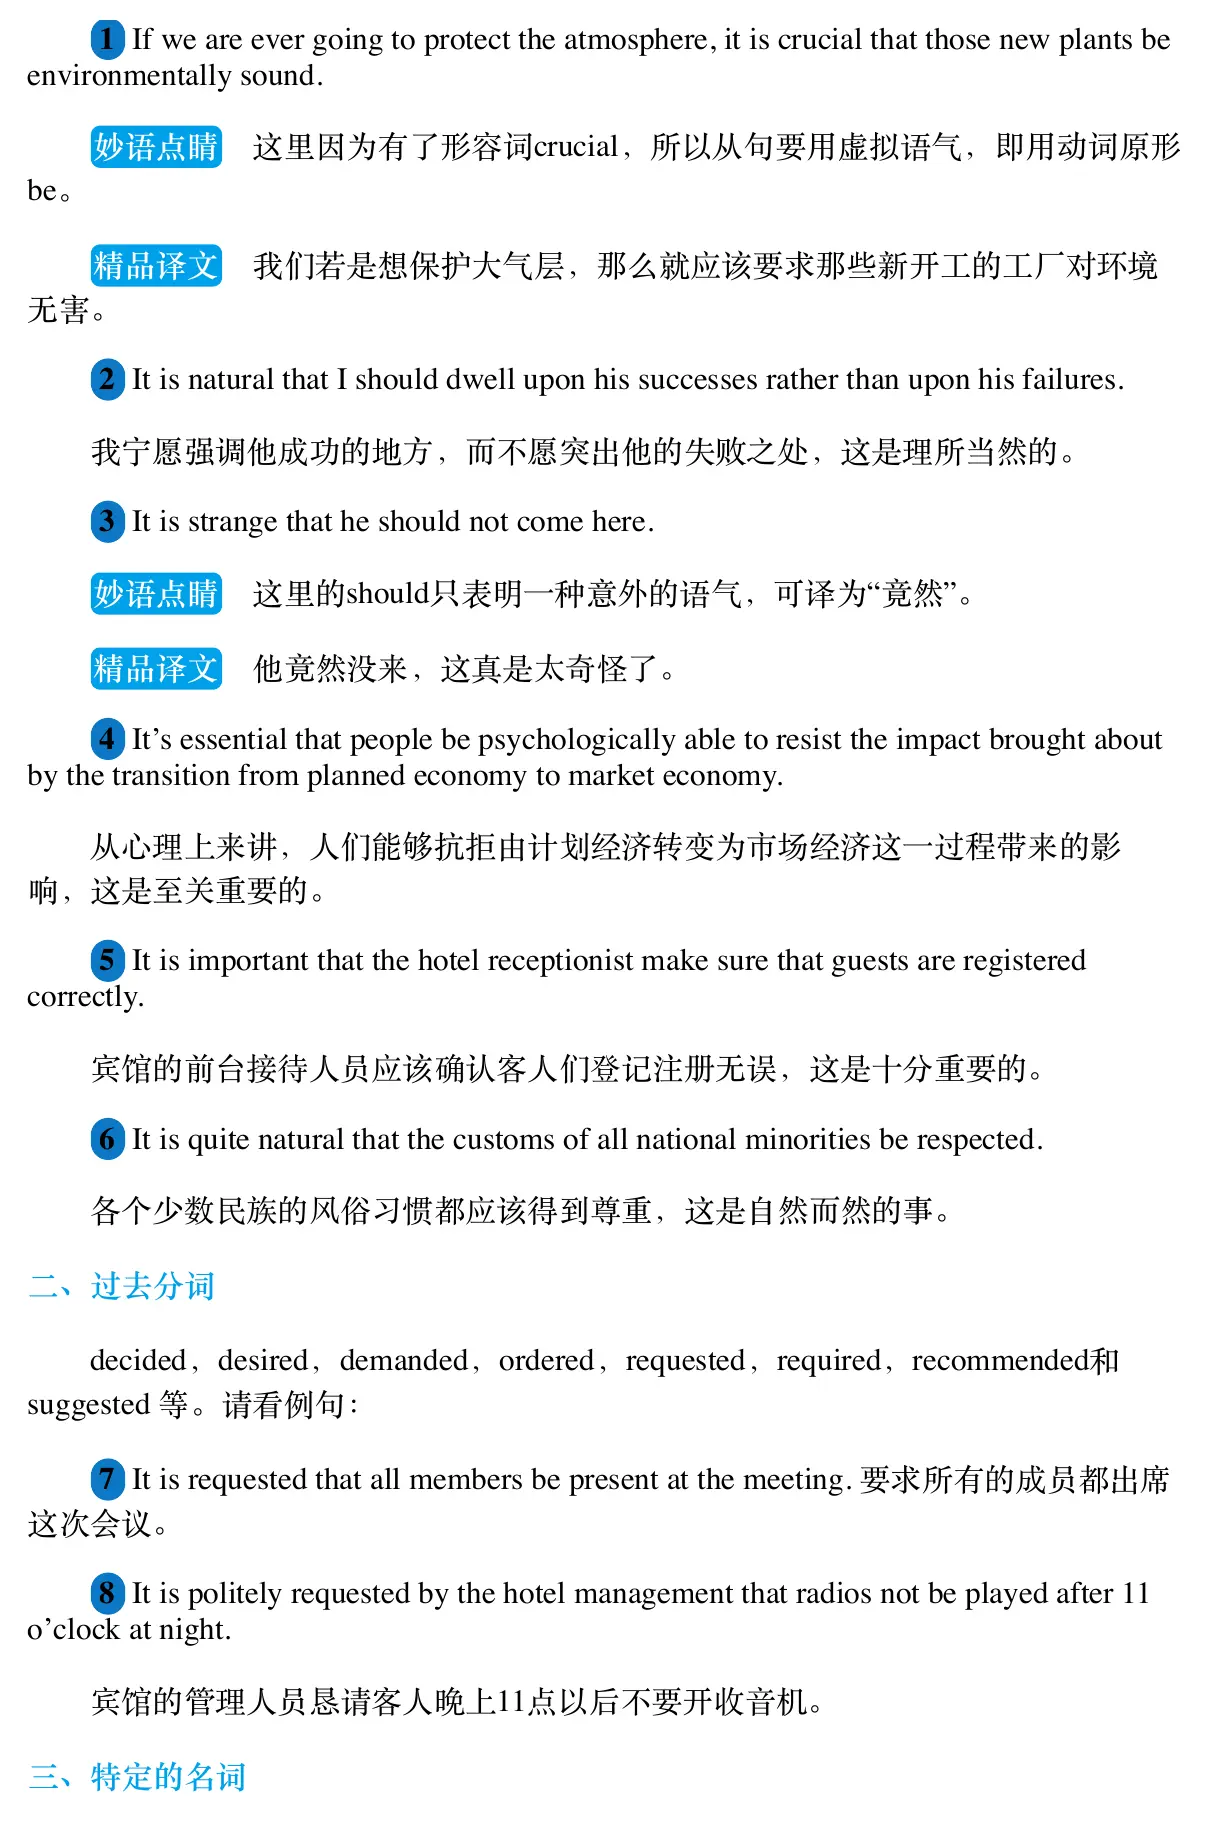 1 If we are ever going to protect the atmosphere, it is crucial that those new plants be
environmentally sound.
妙语点睛 这里因为有了形容词crucial，所以从句要用虚拟语气，即用动词原形
be。
精品译文 我们若是想保护大气层，那么就应该要求那些新开工的工厂对环境
无害。
2 It is natural that I should dwell upon his successes rather than upon his failures.
我宁愿强调他成功的地方，而不愿突出他的失败之处，这是理所当然的。
3 It is strange that he should not come here.
妙语点睛 这里的should只表明一种意外的语气，可译为“竟然”。
精品译文 他竟然没来，这真是太奇怪了。
4 It’s essential that people be psychologically able to resist the impact brought about
by the transition from planned economy to market economy.
从心理上来讲，人们能够抗拒由计划经济转变为市场经济这一过程带来的影
响，这是至关重要的。
5 It is important that the hotel receptionist make sure that guests are registered
correctly.
宾馆的前台接待人员应该确认客人们登记注册无误，这是十分重要的。
6 It is quite natural that the customs of all national minorities be respected.
各个少数民族的风俗习惯都应该得到尊重，这是自然而然的事。
二、过去分词
decided，desired，demanded，ordered，requested，required，recommended和
suggested 等。请看例句：
7 It is requested that all members be present at the meeting. 要求所有的成员都出席
这次会议。
8 It is politely requested by the hotel management that radios not be played after 11
o’clock at night.
宾馆的管理人员恳请客人晚上11点以后不要开收音机。
三、特定的名词